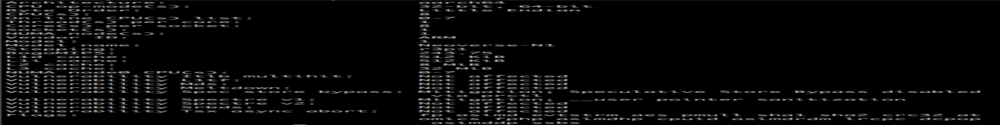 Architecture: aarch64
CPU op-mode(s): 32-bit, 64-bit
Byte Order: Little Endian
CPU(s): 8
On-line CPU(s) list: 0-7
Thread(s) per core: 1
Core(s) per socket: 8
Socket(s): 1
NUMA node(s): 1
Vendor ID: ARM
Model: 1
Model name: Neoverse-N1
Stepping: r3p1
BogoMIPS: 243.75
L1d cache: 512 KiB
L1i cache: 512 KiB
L2 cache: 8 MiB
L3 cache: 32 MiB
NUMA node0 CPU(s): 0-7
Vulnerability Itlb multihit: Not affected
Vulnerability L1tf: Not affected
Vulnerability Mds: Not affected
Vulnerability Meltdown: Not affected
Vulnerability Spec store bypass: Mitigation; Speculative Store Bypass disabled
via prctl
Vulnerability Spectre v1: Mitigation; __user pointer sanitization
Vulnerability Spectre v2: Not affected
Vulnerability Srbds: Not affected
Vulnerability Tsx async abort: Not affected
Flags: fp asimd evtstrm aes pmull sha1 sha2 crc32 at
omics fphp asimdhp cpuid asimdrdm lrcpc dcpop
asimddp ssbs